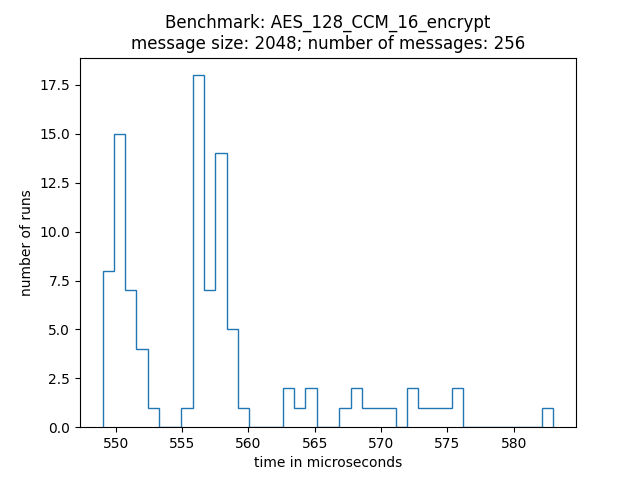 Benchmark: AES_128_CCM_16_encrypt
message size: 2048; number of messages: 256
17.5
15.0
12.5
10.0
7.5
5.0
2.5
0.0
number of runs
550 555 560 565 570 575 580
time in microseconds